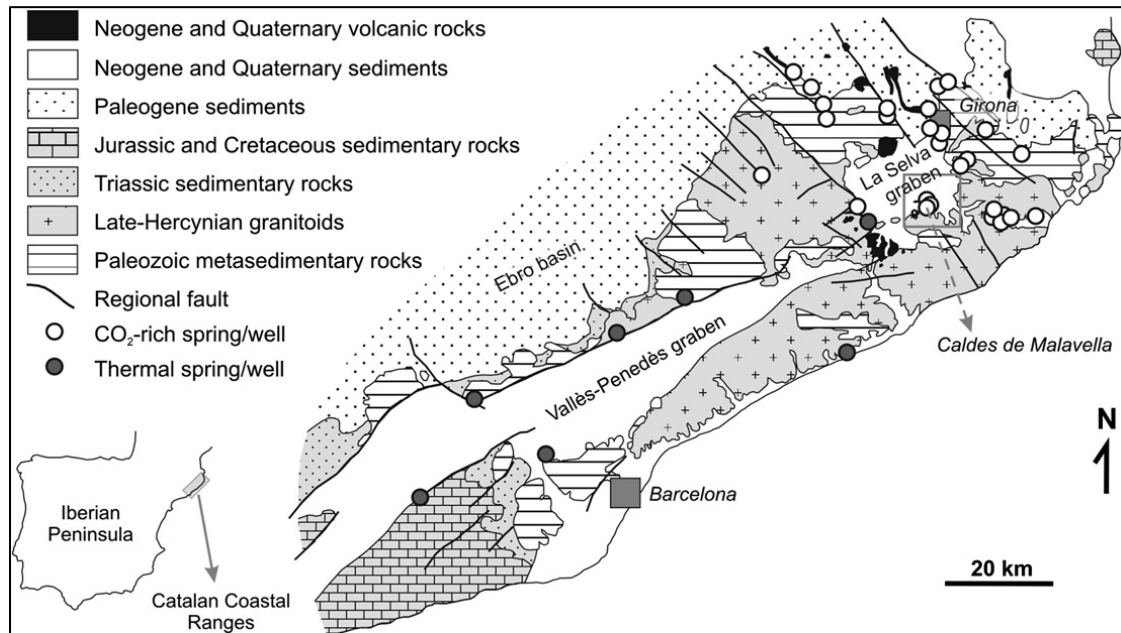 Neogene and Quaternary volcanic rocks
Neogene and Quaternary sediments
Paleogene sediments
Jurassic and Cretaceous sedimentary rocks
Triassic sedimentary rocks
Late-Hercynian granitoids
Paleozoic metasedimentary rocks
Regional fault
CO₂-rich spring/well
Thermal spring/well
Girona
La Selva
graben
Ebro basin
Caldes de Malavella
Vallès-Penedès graben
N
Barcelona
Iberian
Peninsula
20 km
Catalan Coastal
Ranges